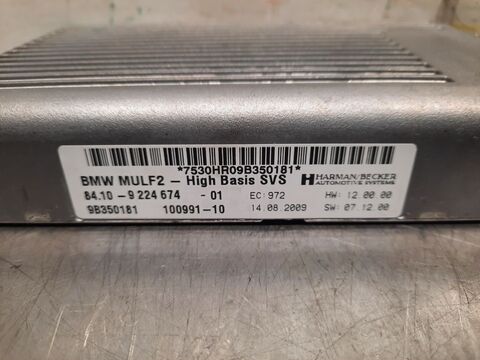 *7530HR09B350181*
BMW MULF2 – High Basis SVS HARMAN/BECKER
AUTOMOTIVE SYSTEMS
84.10 - 9 224 674 - 01 EC: 972 HW: 12.00.00
9B350181 100991-10 14.08.2009 SW: 07.12.00